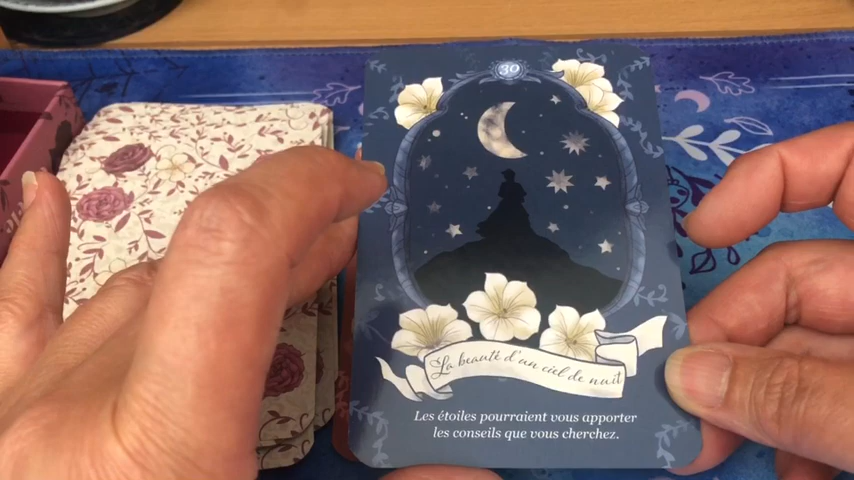 30
La beauté d'un ciel de nuit
Les étoiles pourraient vous apporter
les conseils que vous cherchez.